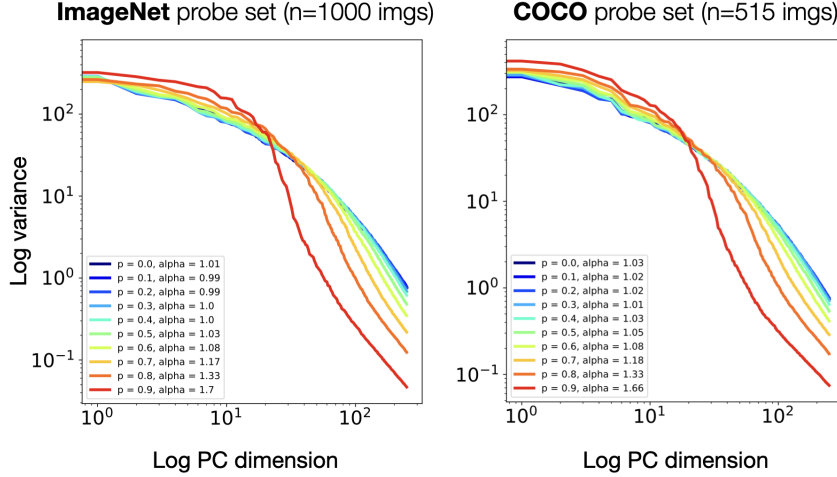 ImageNet probe set (n=1000 imgs)
Log variance
10²
10¹
10⁰
10⁻¹
p = 0.0, alpha = 1.01
p = 0.1, alpha = 0.99
p = 0.2, alpha = 0.99
p = 0.3, alpha = 1.0
p = 0.4, alpha = 1.0
p = 0.5, alpha = 1.03
p = 0.6, alpha = 1.08
p = 0.7, alpha = 1.17
p = 0.8, alpha = 1.33
p = 0.9, alpha = 1.7
10⁰ 10¹ 10²
Log PC dimension
COCO probe set (n=515 imgs)
10²
10¹
10⁰
10⁻¹
p = 0.0, alpha = 1.03
p = 0.1, alpha = 1.02
p = 0.2, alpha = 1.02
p = 0.3, alpha = 1.01
p = 0.4, alpha = 1.03
p = 0.5, alpha = 1.05
p = 0.6, alpha = 1.08
p = 0.7, alpha = 1.18
p = 0.8, alpha = 1.33
p = 0.9, alpha = 1.66
10⁰ 10¹ 10²
Log PC dimension